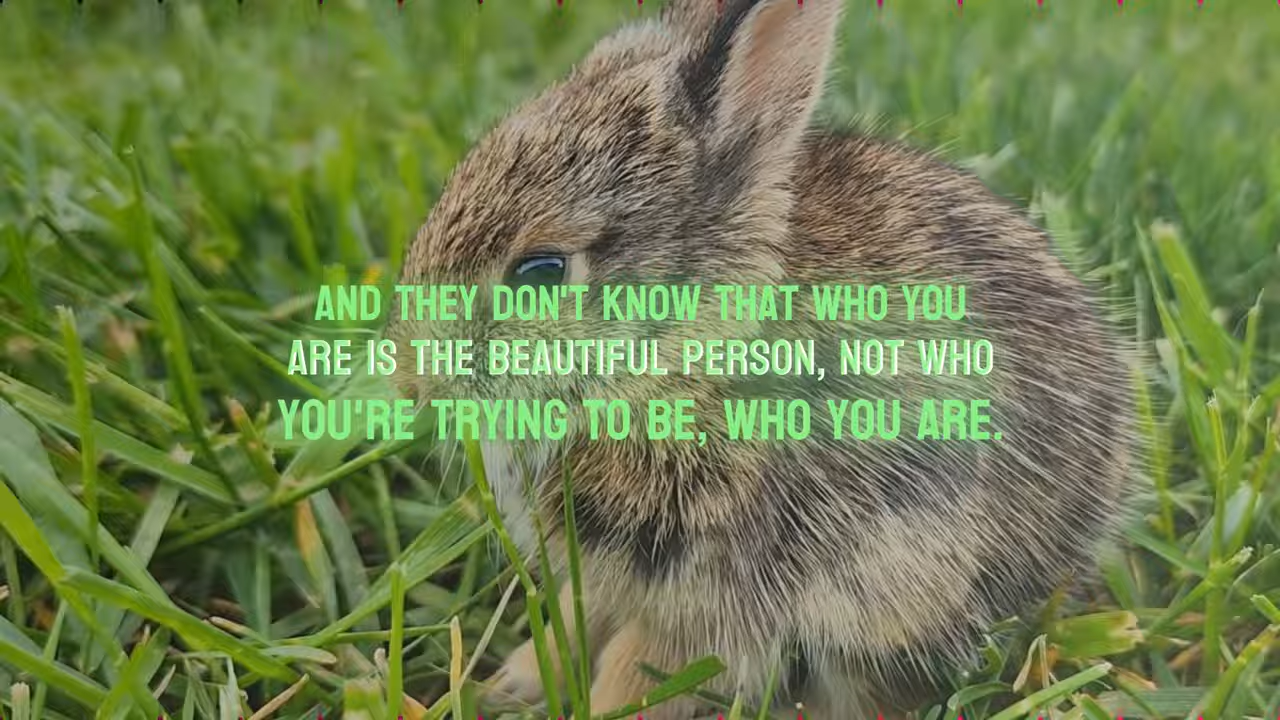 AND THEY DON'T KNOW THAT WHO YOU
ARE IS THE BEAUTIFUL PERSON, NOT WHO
YOU'RE TRYING TO BE, WHO YOU ARE.